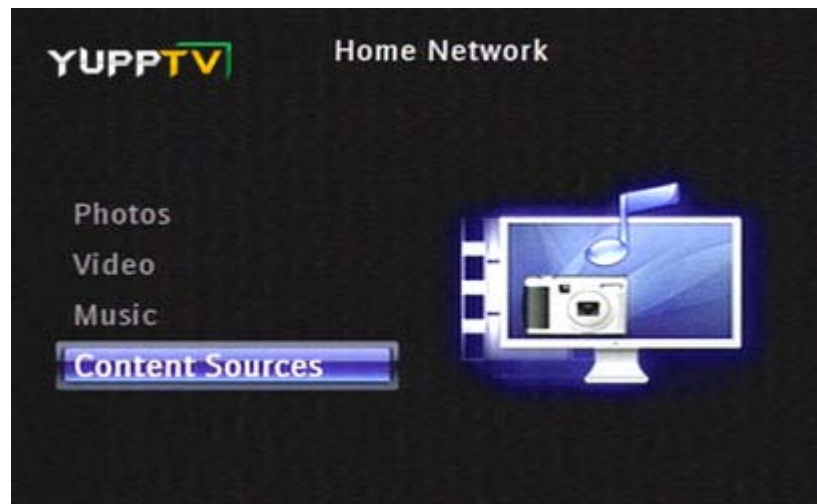 YUPPTV
Home Network
Photos
Video
Music
Content Sources